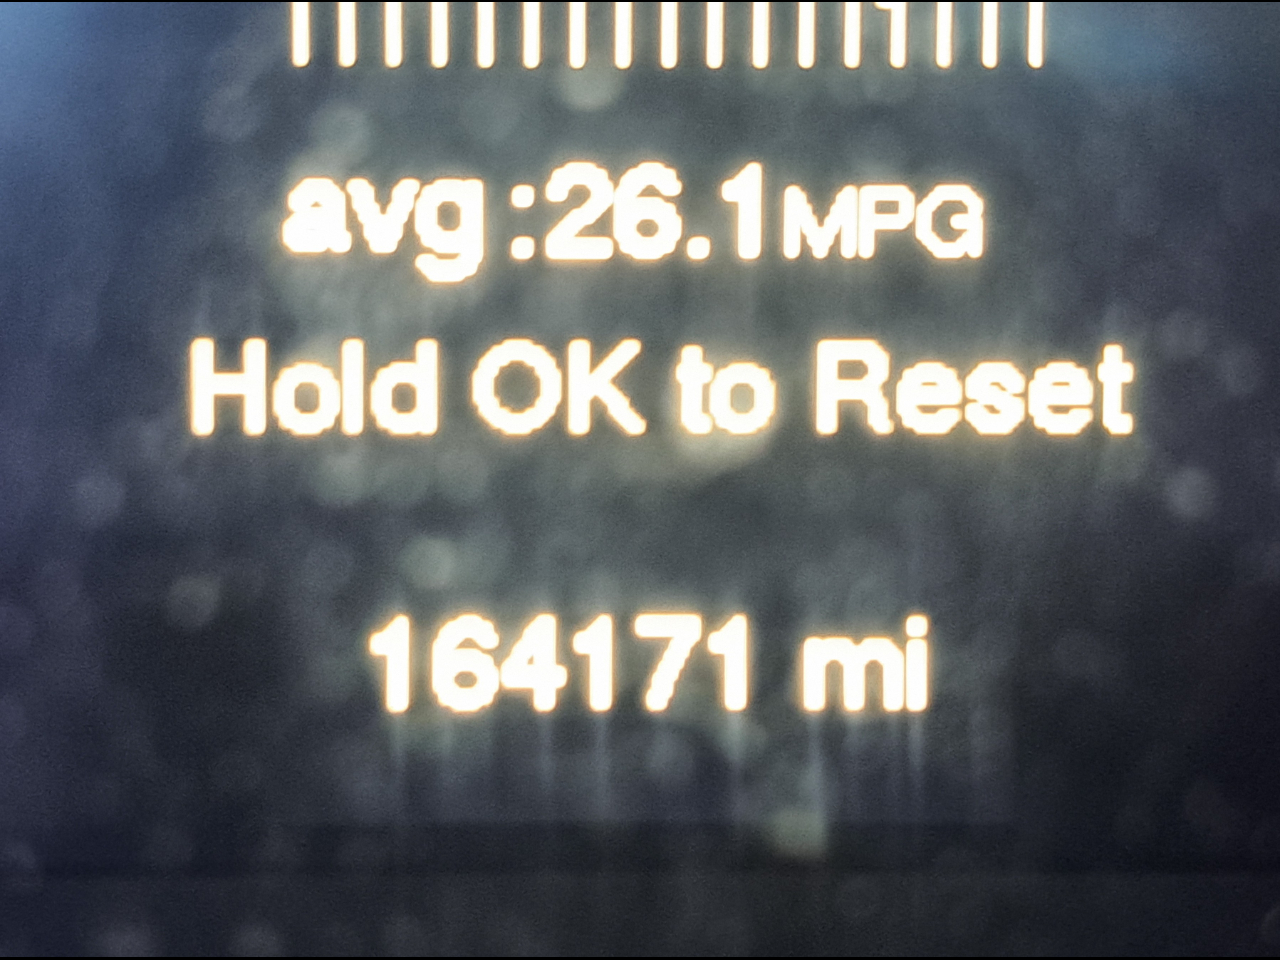 avg:26.1MPG
Hold OK to Reset
164171 mi